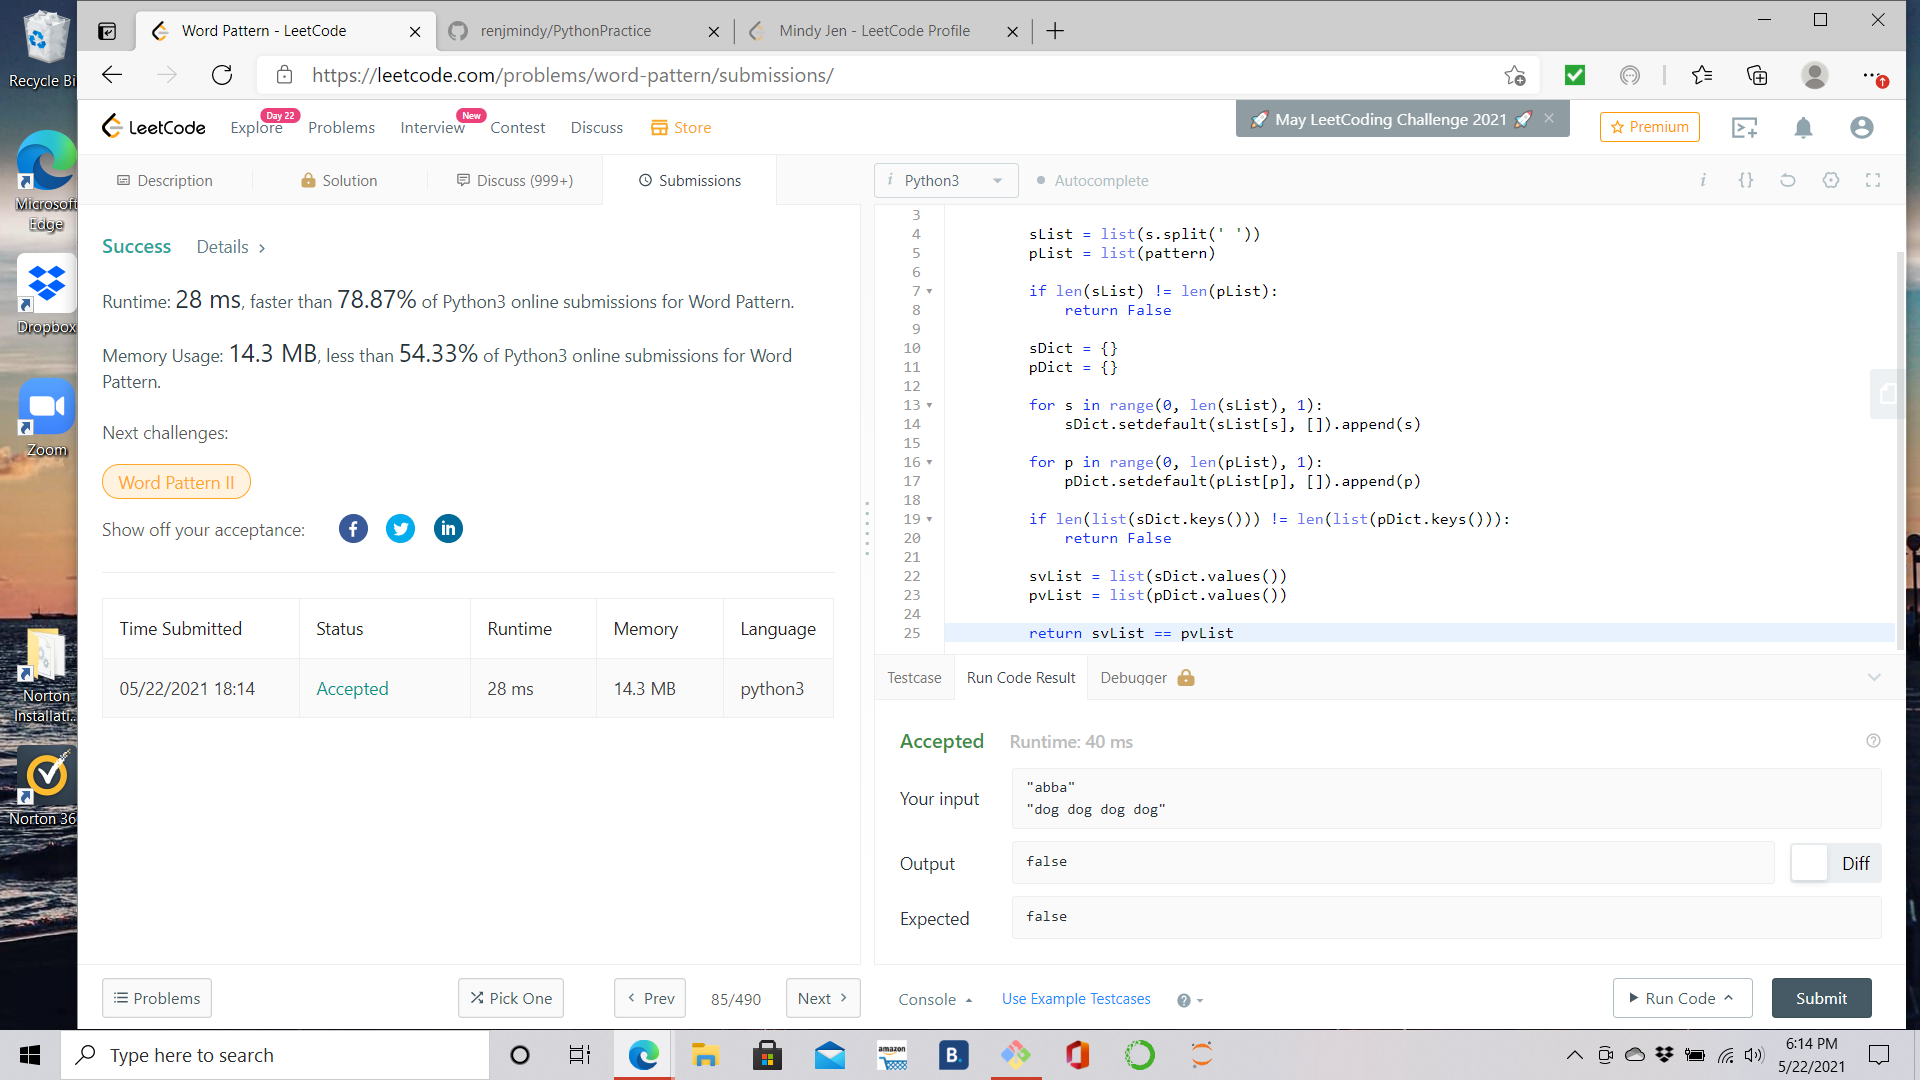 Recycle Bi
Microsoft
Edge
Dropbox
Zoom
Norton
Installati...
Norton 36
Word Pattern - LeetCode
renjmindy/PythonPractice
Mindy Jen - LeetCode Profile
https://leetcode.com/problems/word-pattern/submissions/
LeetCode
Explore
Day 22
Problems
Interview
New
Contest
Discuss
Store
🚀 May LeetCoding Challenge 2021 🚀
Premium
Description
Solution
Discuss (999+)
Submissions
Success
Details >
Runtime: 28 ms, faster than 78.87% of Python3 online submissions for Word Pattern.
Memory Usage: 14.3 MB, less than 54.33% of Python3 online submissions for Word
Pattern.
Next challenges:
Word Pattern II
Show off your acceptance:
Time Submitted Status Runtime Memory Language
05/22/2021 18:14 Accepted 28 ms 14.3 MB python3
Problems
Pick One
Prev
85/490
Next
i Python3
Autocomplete
i {}
3
4 sList = list(s.split(' '))
5 pList = list(pattern)
6
7 if len(sList) != len(pList):
8 return False
9
10 sDict = {}
11 pDict = {}
12
13 for s in range(0, len(sList), 1):
14 sDict.setdefault(sList[s], []).append(s)
15
16 for p in range(0, len(pList), 1):
17 pDict.setdefault(pList[p], []).append(p)
18
19 if len(list(sDict.keys())) != len(list(pDict.keys())):
20 return False
21
22 svList = list(sDict.values())
23 pvList = list(pDict.values())
24
25 return svList == pvList
Testcase
Run Code Result
Debugger
Accepted
Runtime: 40 ms
Your input
"abba"
"dog dog dog dog"
Output
false
Diff
Expected
false
Console
Use Example Testcases
Run Code
Submit
Type here to search
amazon
B.
6:14 PM
5/22/2021